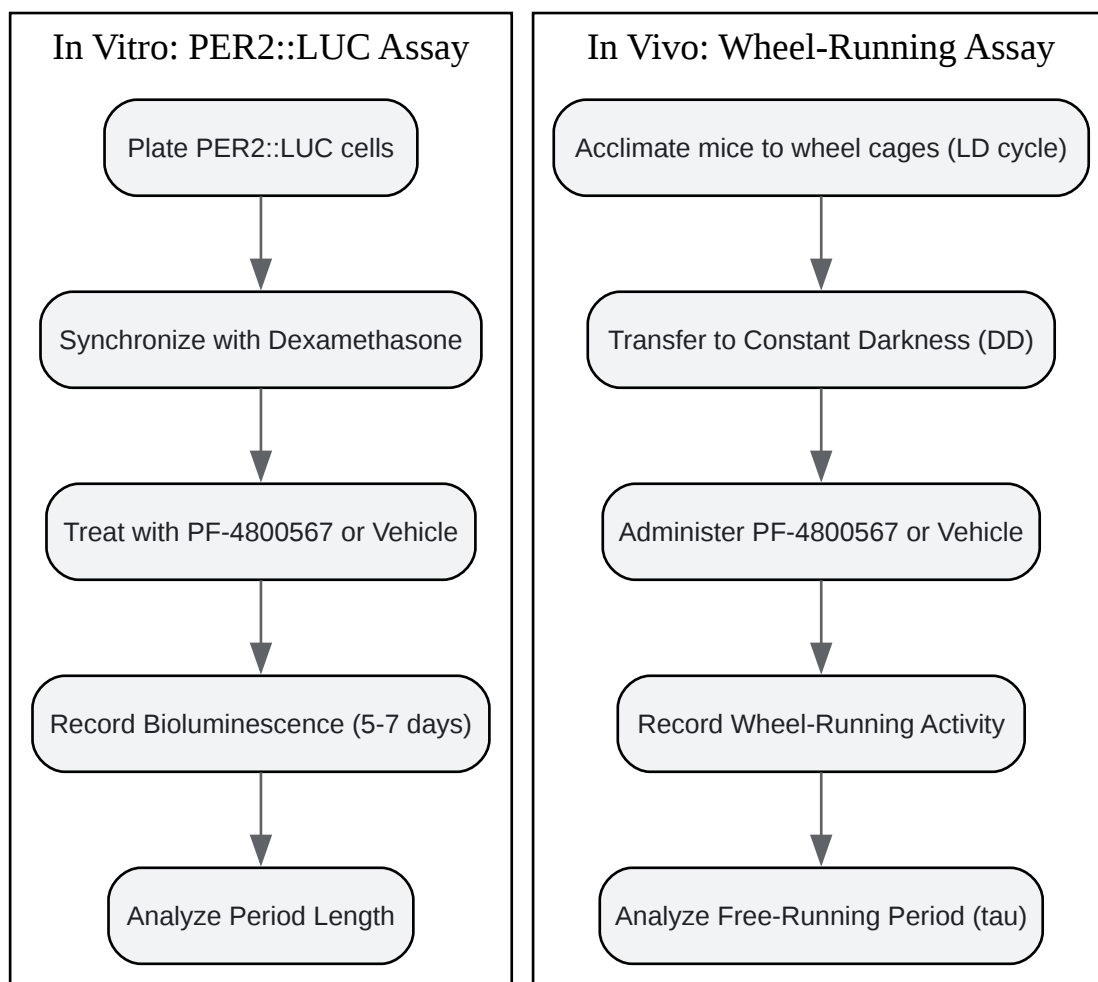 In Vitro: PER2::LUC Assay
Plate PER2::LUC cells
Synchronize with Dexamethasone
Treat with PF-4800567 or Vehicle
Record Bioluminescence (5-7 days)
Analyze Period Length
In Vivo: Wheel-Running Assay
Acclimate mice to wheel cages (LD cycle)
Transfer to Constant Darkness (DD)
Administer PF-4800567 or Vehicle
Record Wheel-Running Activity
Analyze Free-Running Period (tau)